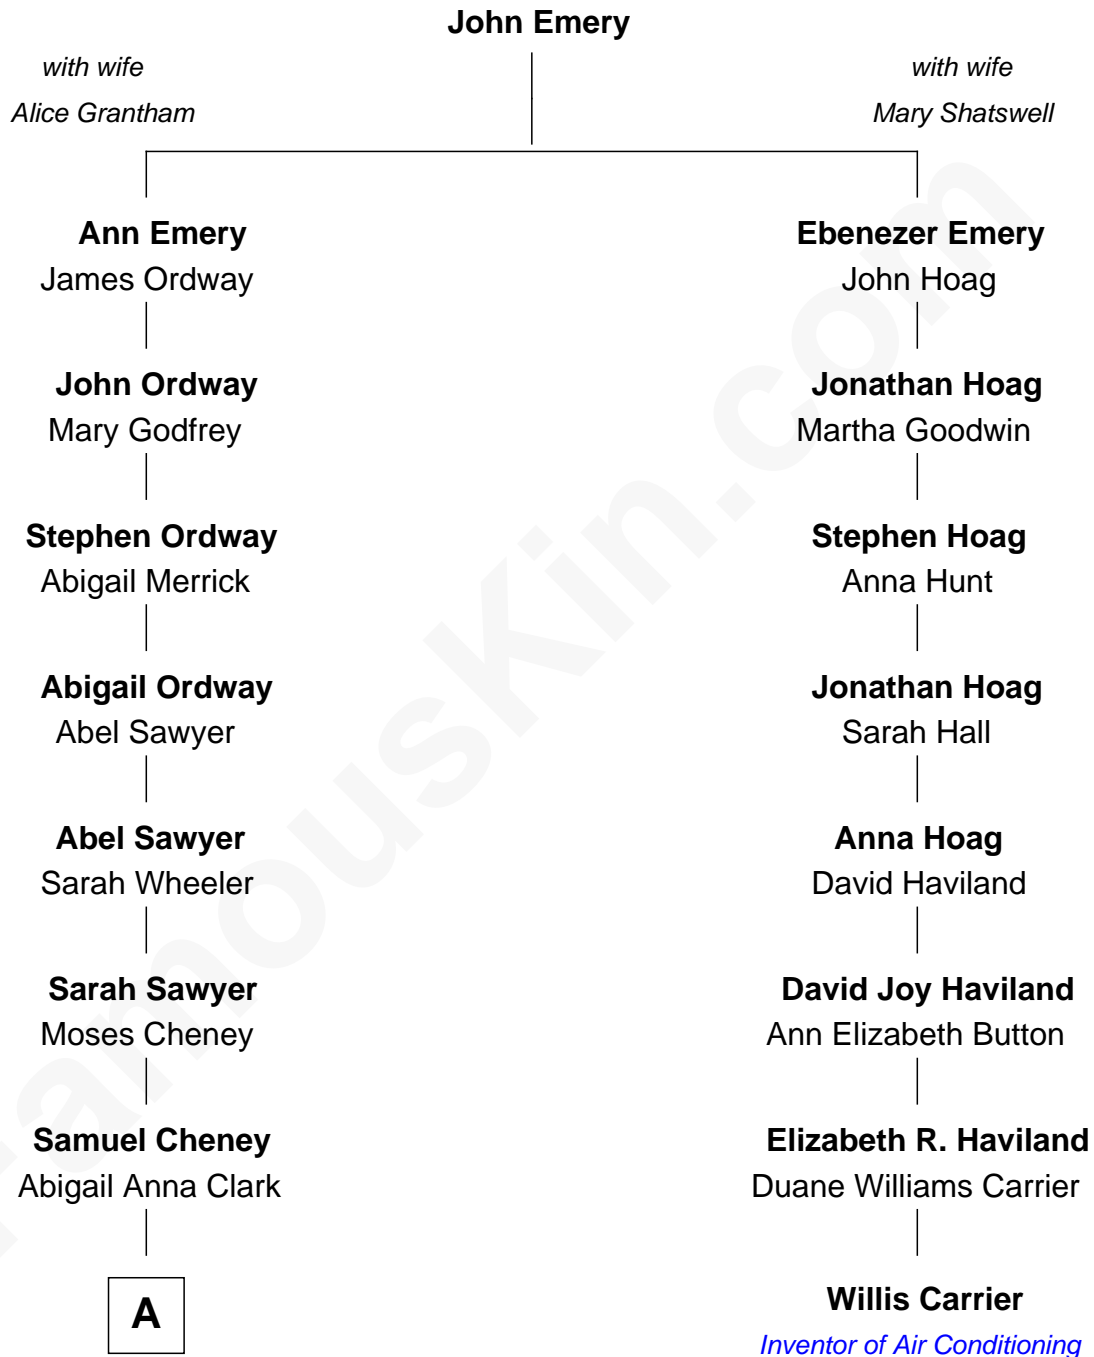 John Emery
with wife
Alice Grantham
with wife
Mary Shatswell
Ann Emery
James Ordway
Ebenezer Emery
John Hoag
John Ordway
Mary Godfrey
Jonathan Hoag
Martha Goodwin
Stephen Ordway
Abigail Merrick
Stephen Hoag
Anna Hunt
Abigail Ordway
Abel Sawyer
Jonathan Hoag
Sarah Hall
Abel Sawyer
Sarah Wheeler
Anna Hoag
David Haviland
Sarah Sawyer
Moses Cheney
David Joy Haviland
Ann Elizabeth Button
Samuel Cheney
Abigail Anna Clark
Elizabeth R. Haviland
Duane Williams Carrier
A
Willis Carrier
Inventor of Air Conditioning
FamousKin.com